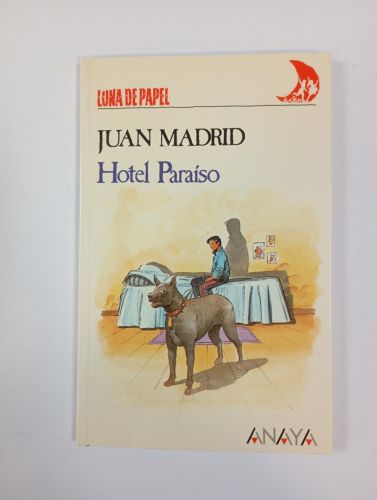 LUNA DE PAPEL
JUAN MADRID
Hotel Paraíso
ANAYA